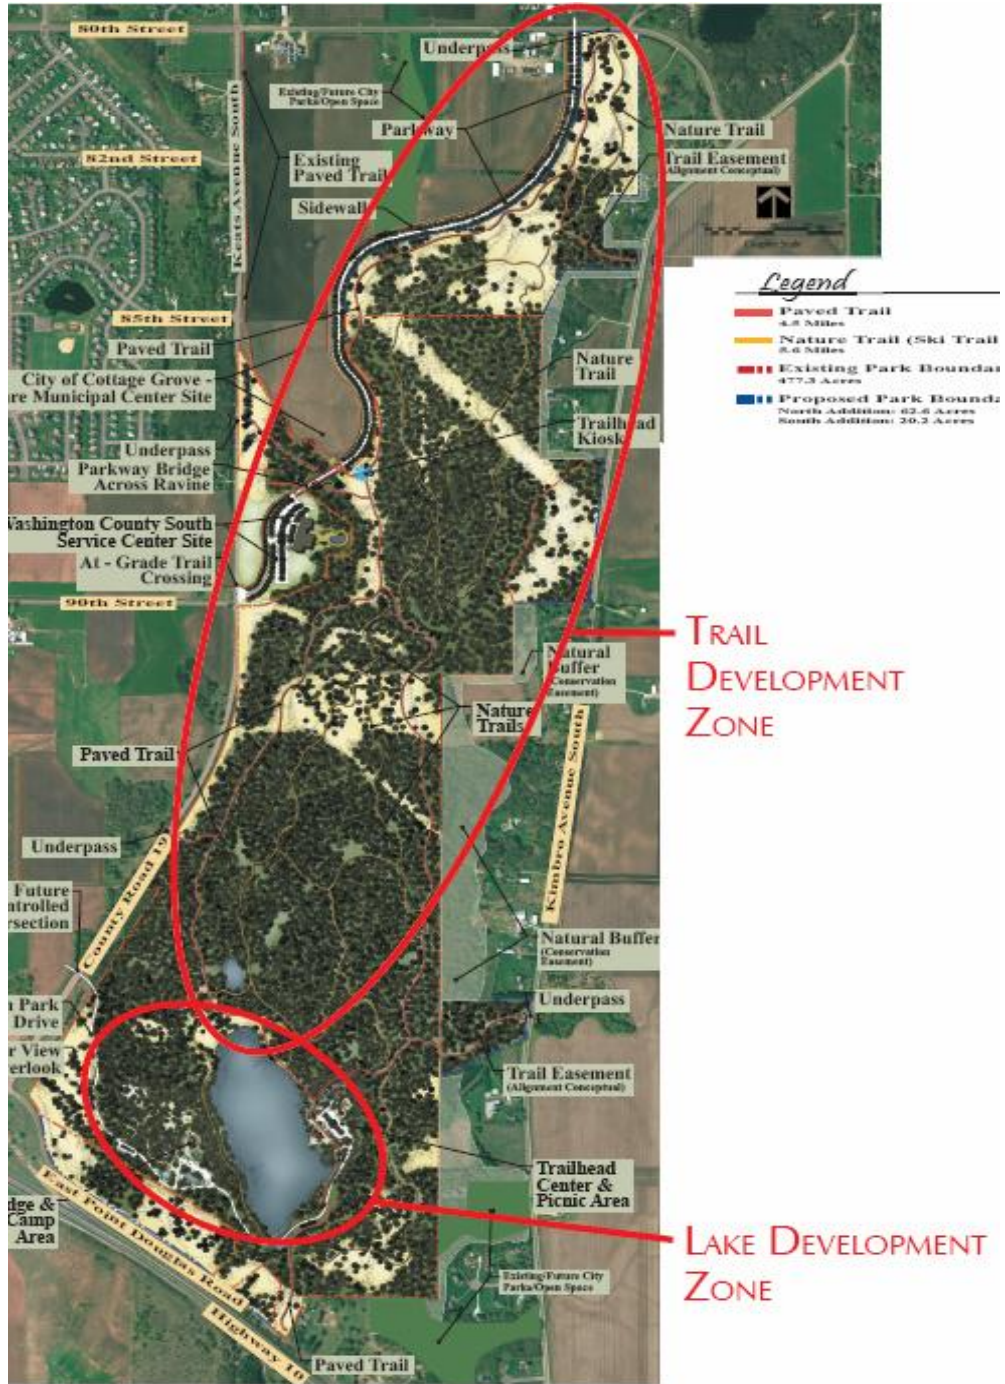 80th Street
Underpass
Existing/Future City
Parks/Open Space
Parkway
Nature Trail
82nd Street
Existing
Paved Trail
Trail Easement
(Alignment Conceptual)
Sidewalk
Keats Avenue South
Legend
Paved Trail
4.5 Miles
Nature Trail (Ski Trail
5.6 Miles
Existing Park Bounda
477.3 Acres
Proposed Park Bounda
North Addition: 62.6 Acres
South Addition: 20.2 Acres
85th Street
Paved Trail
Nature
Trail
City of Cottage Grove -
re Municipal Center Site
Trailhead
Kiosk
Underpass
Parkway Bridge
Across Ravine
Washington County South
Service Center Site
At - Grade Trail
Crossing
90th Street
Trail
Development
Zone
Natural
Buffer
(Conservation
Easement)
Nature
Trails
Paved Trail
Kimbro Avenue South
Underpass
County Road 19
Future
ntrolled
rsection
Natural Buffer
(Conservation
Easement)
Park
Drive
Underpass
r View
erlook
Trail Easement
(Alignment Conceptual)
Trailhead
Center &
Picnic Area
dge &
Camp
Area
East Point Douglas Road
Lake Development
Zone
Existing/Future City
Parks/Open Space
Highway 10
Paved Trail